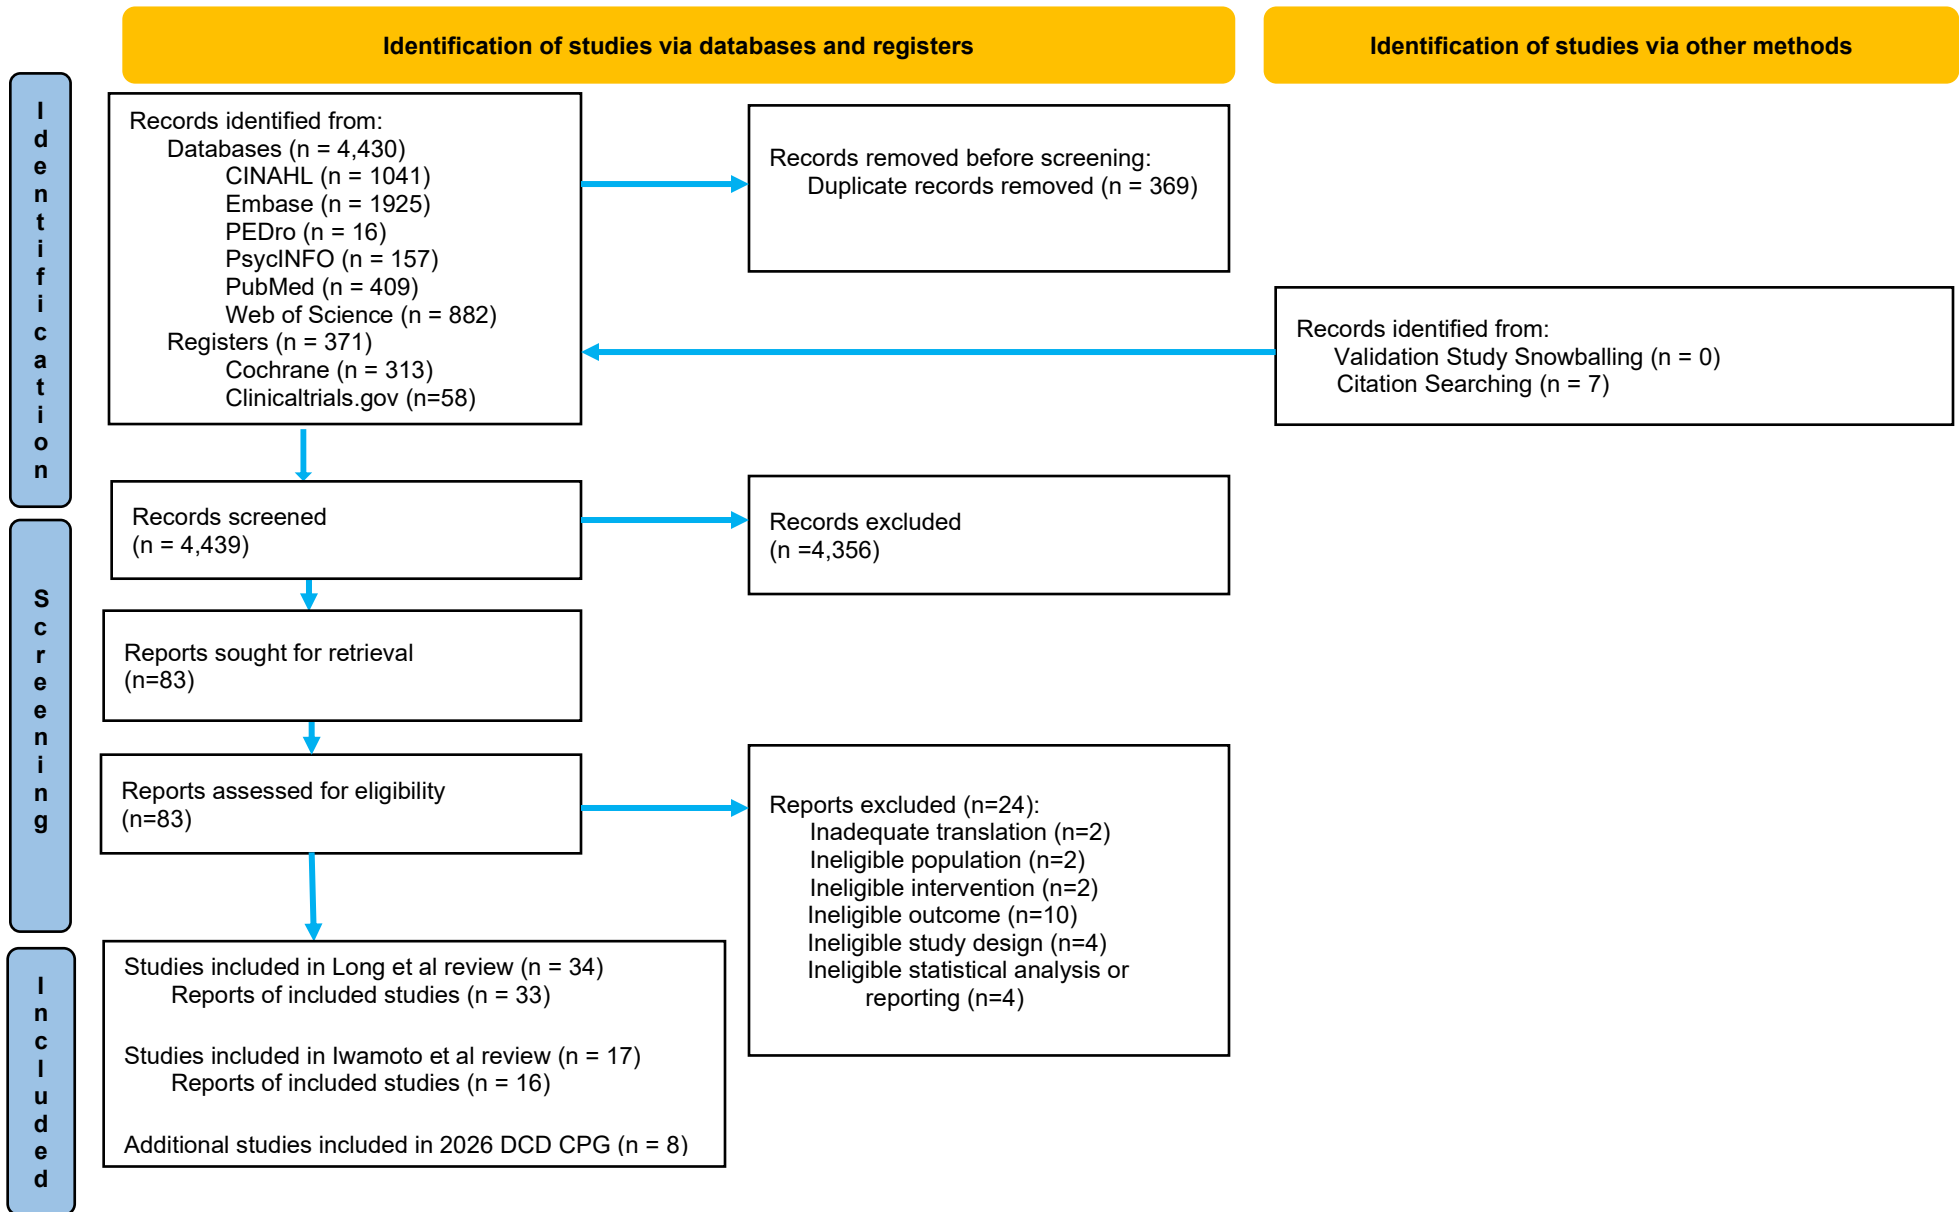 Identification of studies via databases and registers
Identification of studies via other methods
Identification
Records identified from:
Databases (n = 4,430)
CINAHL (n = 1041)
Embase (n = 1925)
PEDro (n = 16)
PsycINFO (n = 157)
PubMed (n = 409)
Web of Science (n = 882)
Registers (n = 371)
Cochrane (n = 313)
Clinicaltrials.gov (n=58)
Records removed before screening:
Duplicate records removed (n = 369)
Records identified from:
Validation Study Snowballing (n = 0)
Citation Searching (n = 7)
Screening
Records screened
(n = 4,439)
Records excluded
(n =4,356)
Reports sought for retrieval
(n=83)
Reports assessed for eligibility
(n=83)
Reports excluded (n=24):
Inadequate translation (n=2)
Ineligible population (n=2)
Ineligible intervention (n=2)
Ineligible outcome (n=10)
Ineligible study design (n=4)
Ineligible statistical analysis or
reporting (n=4)
Included
Studies included in Long et al review (n = 34)
Reports of included studies (n = 33)
Studies included in Iwamoto et al review (n = 17)
Reports of included studies (n = 16)
Additional studies included in 2026 DCD CPG (n = 8)